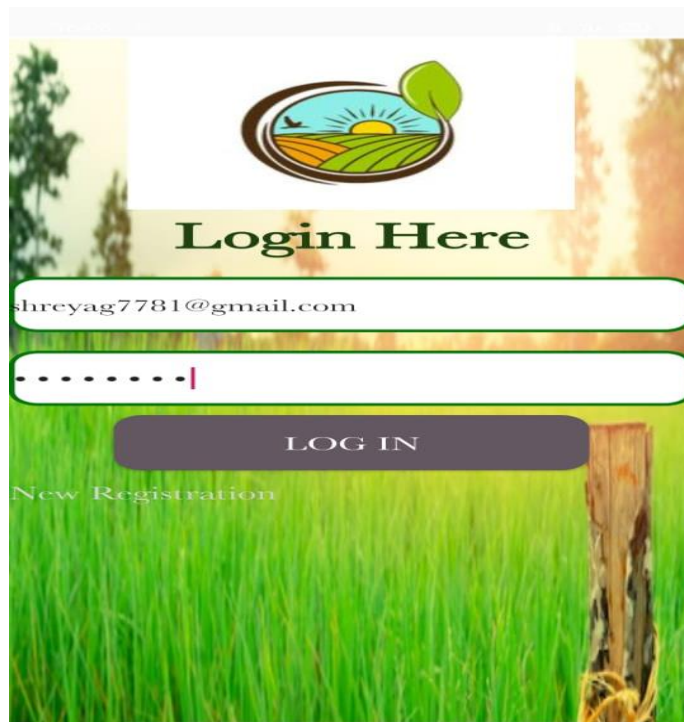 Login Here
shreyag7781@gmail.com
••••••••
LOG IN
New Registration